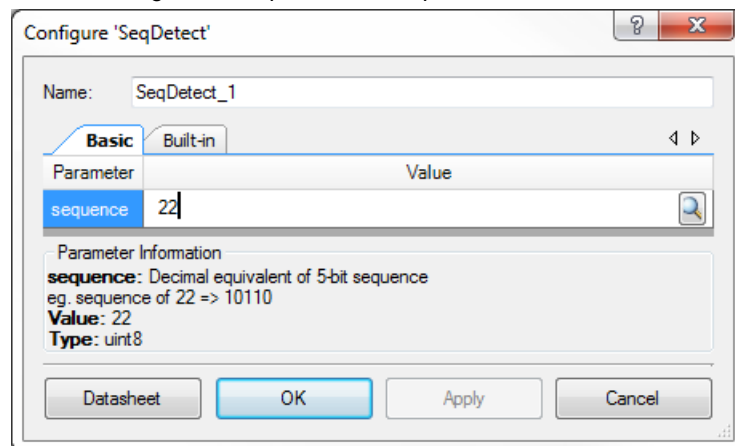 Configure 'SeqDetect'
Name: SeqDetect_1
Basic Built-in
Parameter Value
sequence 22
Parameter Information
sequence: Decimal equivalent of 5-bit sequence
eg. sequence of 22 => 10110
Value: 22
Type: uint8
Datasheet OK Apply Cancel